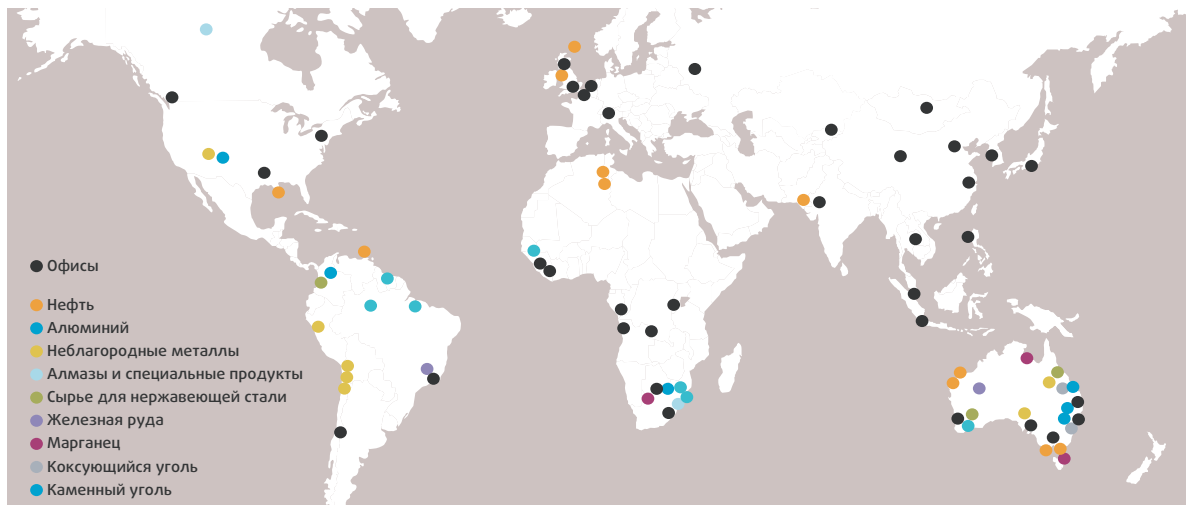 Офисы
Нефть
Алюминий
Неблагородные металлы
Алмазы и специальные продукты
Сырье для нержавеющей стали
Железная руда
Марганец
Коксующийся уголь
Каменный уголь